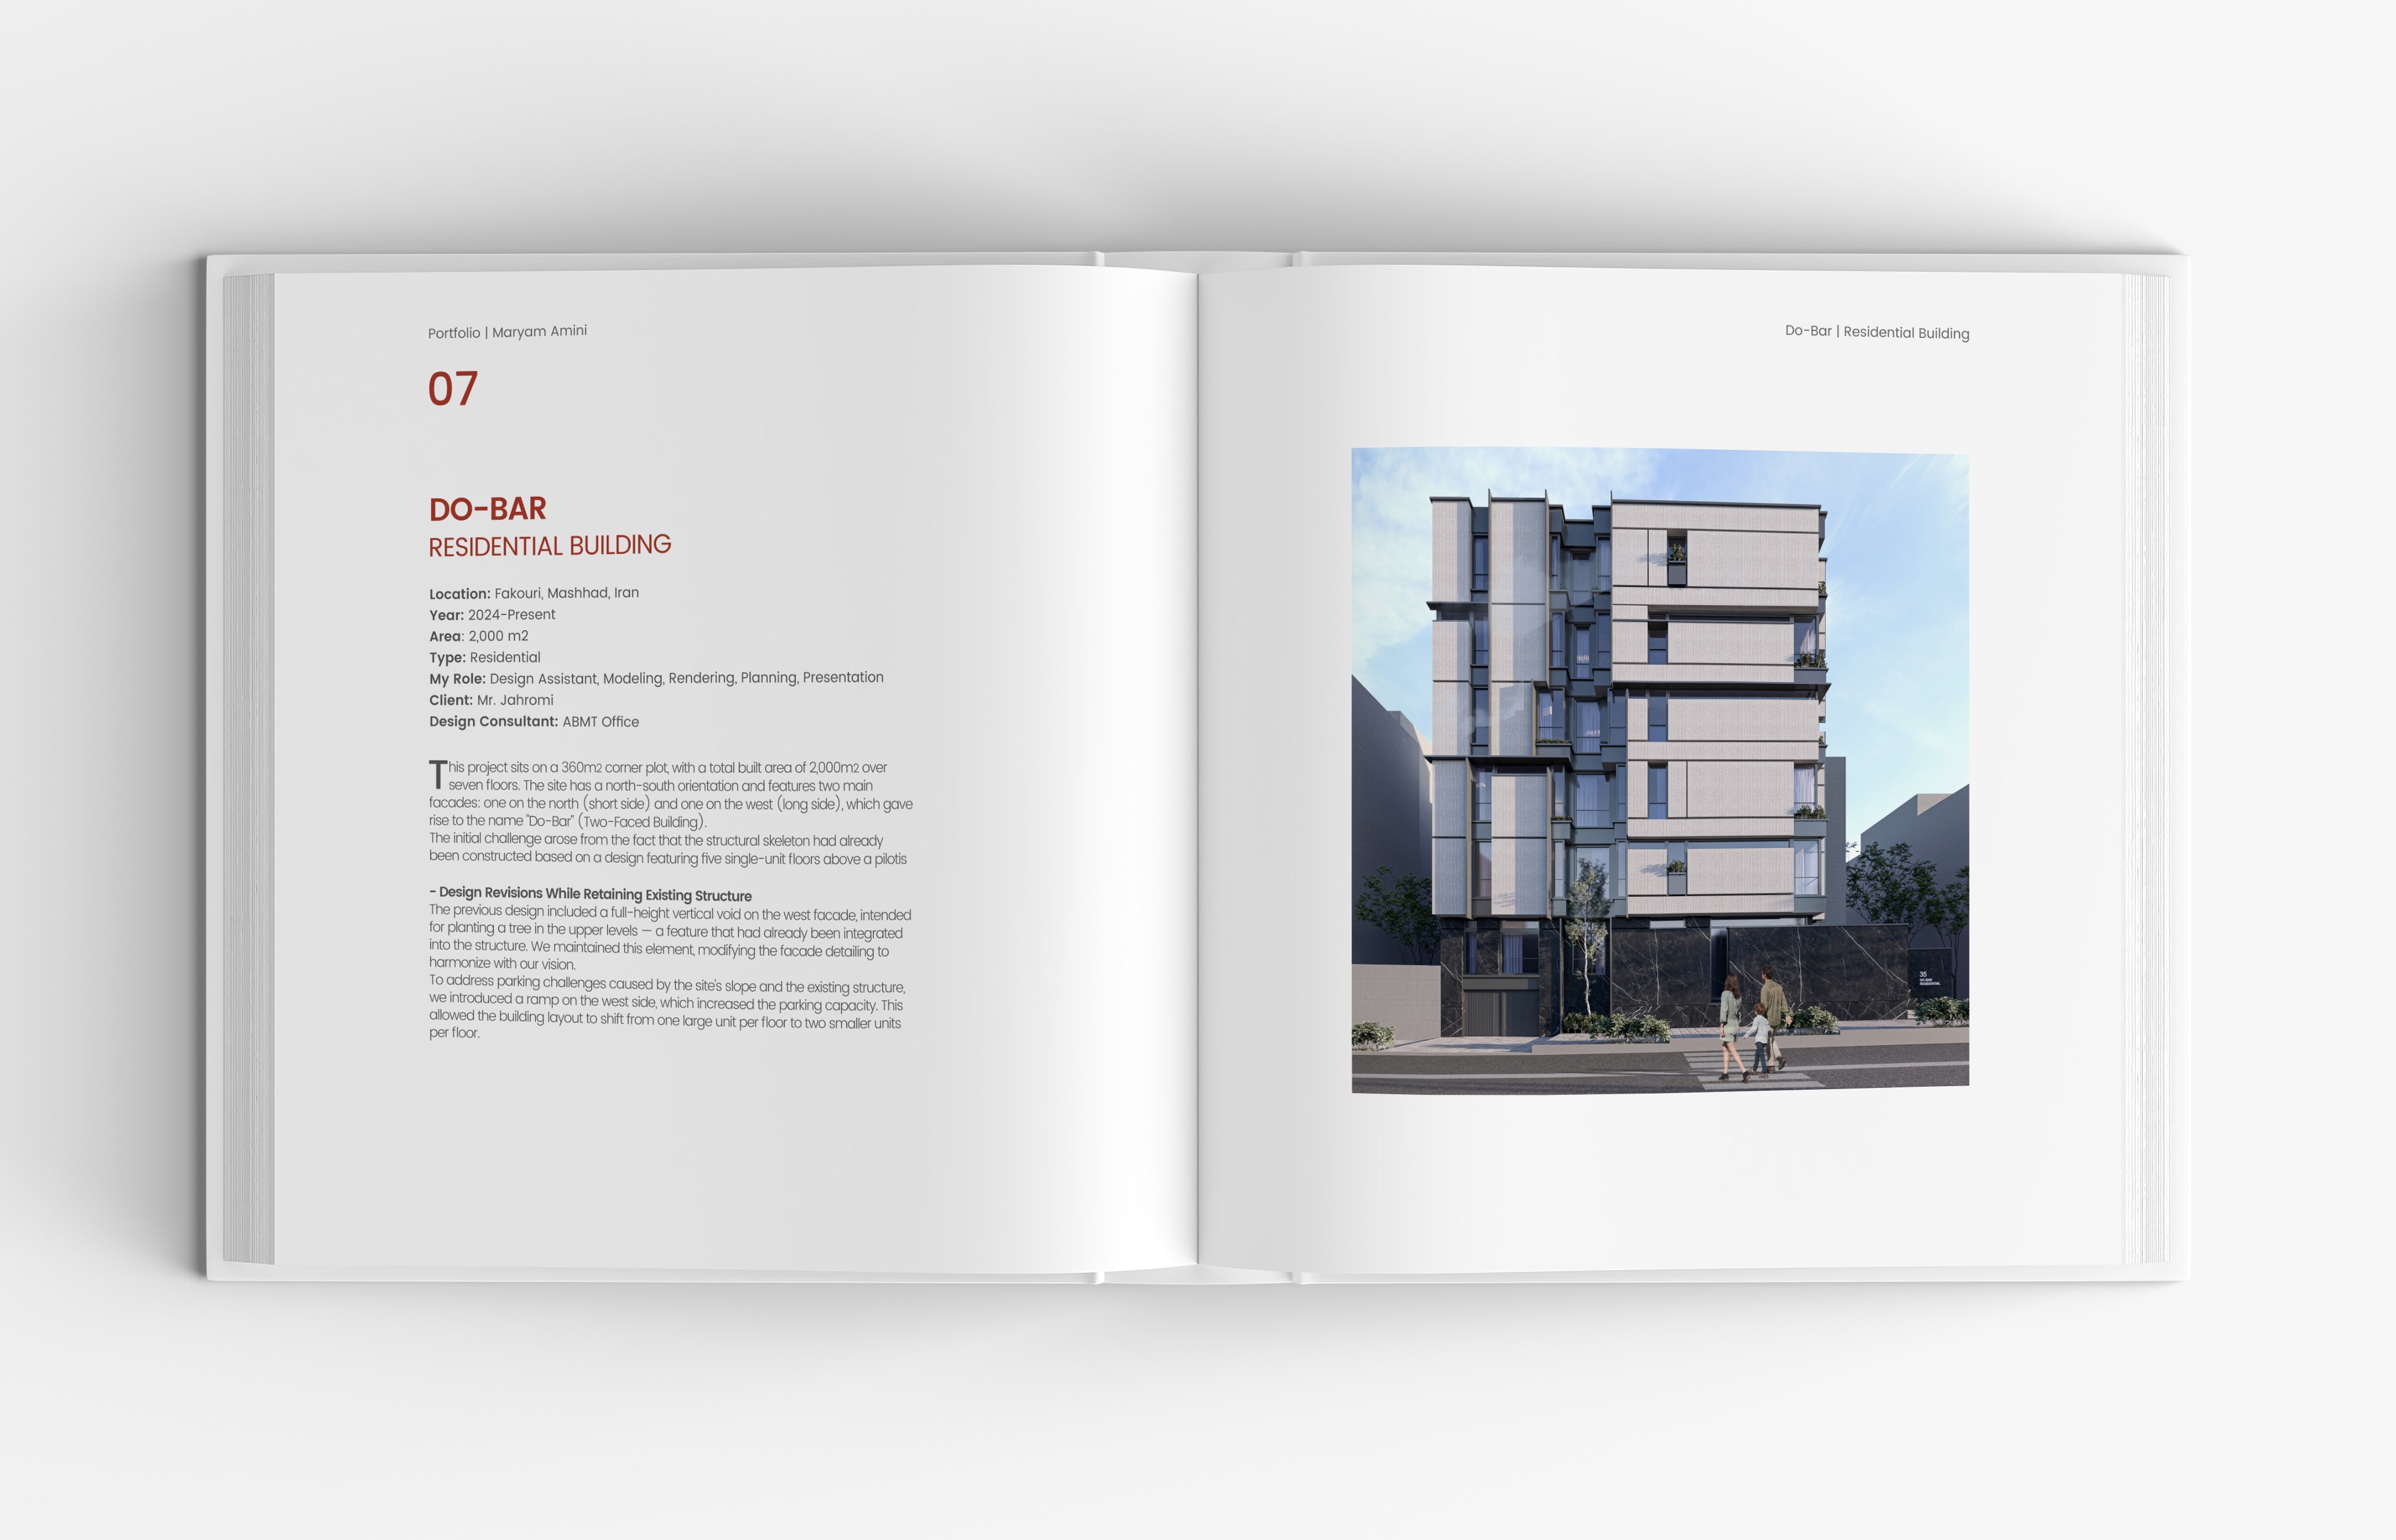 Portfolio | Maryam Amini
07
DO-BAR
RESIDENTIAL BUILDING
Location: Fakouri, Mashhad, Iran
Year: 2024-Present
Area: 2,000 m2
Type: Residential
My Role: Design Assistant, Modeling, Rendering, Planning, Presentation
Client: Mr. Jahromi
Design Consultant: ABMT Office
This project sits on a 360m2 corner plot, with a total built area of 2,000m2 over
seven floors. The site has a north-south orientation and features two main
facades: one on the north (short side) and one on the west (long side), which gave
rise to the name "Do-Bar" (Two-Faced Building).
The initial challenge arose from the fact that the structural skeleton had already
been constructed based on a design featuring five single-unit floors above a pilotis
- Design Revisions While Retaining Existing Structure
The previous design included a full-height vertical void on the west facade, intended
for planting a tree in the upper levels — a feature that had already been integrated
into the structure. We maintained this element, modifying the facade detailing to
harmonize with our vision.
To address parking challenges caused by the site's slope and the existing structure,
we introduced a ramp on the west side, which increased the parking capacity. This
allowed the building layout to shift from one large unit per floor to two smaller units
per floor.
Do-Bar | Residential Building
35
DO BAR
RESIDENTIAL